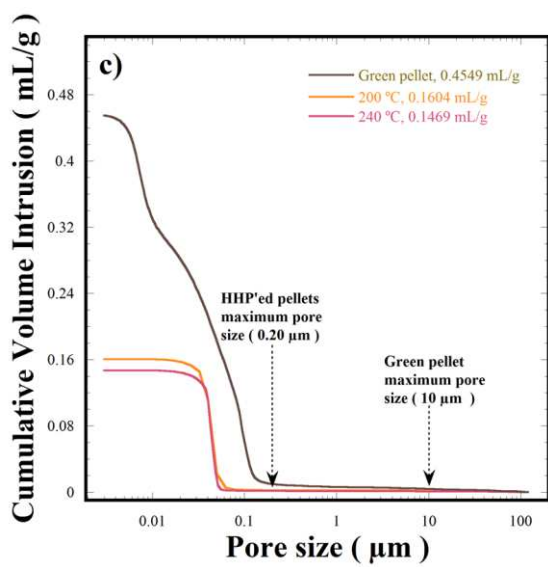 c)
Green pellet, 0.4549 mL/g
200 ºC, 0.1604 mL/g
240 ºC, 0.1469 mL/g
Cumulative Volume Intrusion ( mL/g )
0.48
0.4
0.32
0.24
0.16
0.08
0
HHP'ed pellets
maximum pore
size ( 0.20 µm )
Green pellet
maximum pore
size ( 10 µm )
0.01
0.1
1
10
100
Pore size ( µm )